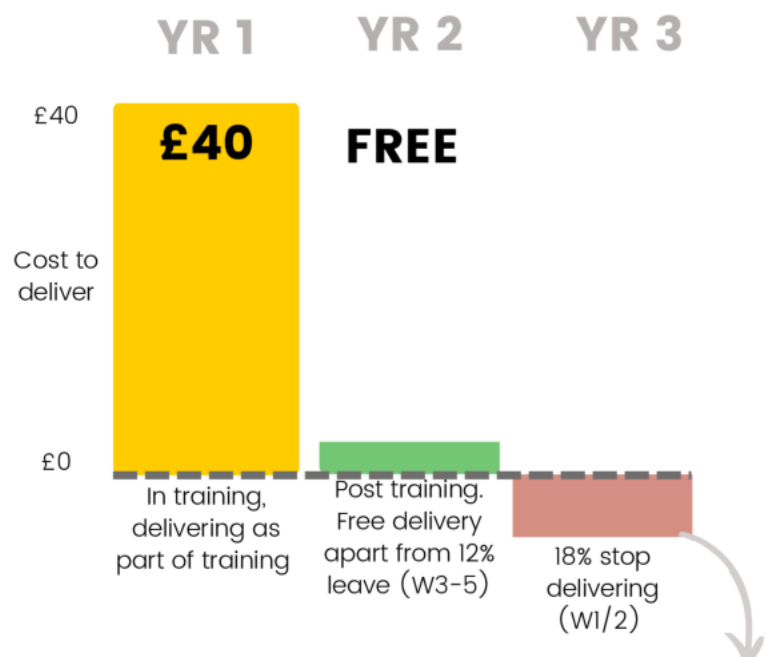 YR 1
YR 2
YR 3
£40
£40
FREE
Cost to
deliver
£0
In training,
delivering as
part of training
Post training.
Free delivery
apart from 12%
leave (W3-5)
18% stop
delivering
(W1/2)